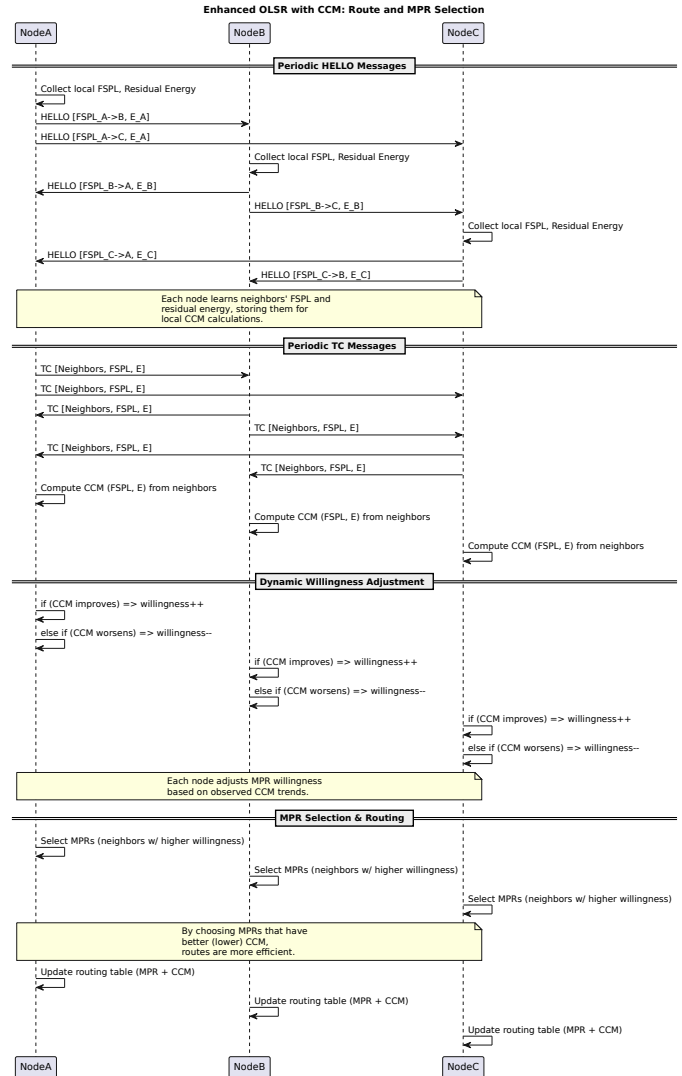 Enhanced OLSR with CCM: Route and MPR Selection
NodeA NodeB NodeC
Periodic HELLO Messages
Collect local FSPL, Residual Energy
HELLO [FSPL_A->B, E_A]
HELLO [FSPL_A->C, E_A]
Collect local FSPL, Residual Energy
HELLO [FSPL_B->A, E_B]
HELLO [FSPL_B->C, E_B]
Collect local FSPL, Residual Energy
HELLO [FSPL_C->A, E_C]
HELLO [FSPL_C->B, E_C]
Each node learns neighbors' FSPL and
residual energy, storing them for
local CCM calculations.
Periodic TC Messages
TC [Neighbors, FSPL, E]
TC [Neighbors, FSPL, E]
TC [Neighbors, FSPL, E]
TC [Neighbors, FSPL, E]
TC [Neighbors, FSPL, E]
TC [Neighbors, FSPL, E]
Compute CCM (FSPL, E) from neighbors
Compute CCM (FSPL, E) from neighbors
Compute CCM (FSPL, E) from neighbors
Dynamic Willingness Adjustment
if (CCM improves) => willingness++
else if (CCM worsens) => willingness--
if (CCM improves) => willingness++
else if (CCM worsens) => willingness--
if (CCM improves) => willingness++
else if (CCM worsens) => willingness--
Each node adjusts MPR willingness
based on observed CCM trends.
MPR Selection & Routing
Select MPRs (neighbors w/ higher willingness)
Select MPRs (neighbors w/ higher willingness)
Select MPRs (neighbors w/ higher willingness)
By choosing MPRs that have
better (lower) CCM,
routes are more efficient.
Update routing table (MPR + CCM)
Update routing table (MPR + CCM)
Update routing table (MPR + CCM)
NodeA NodeB NodeC